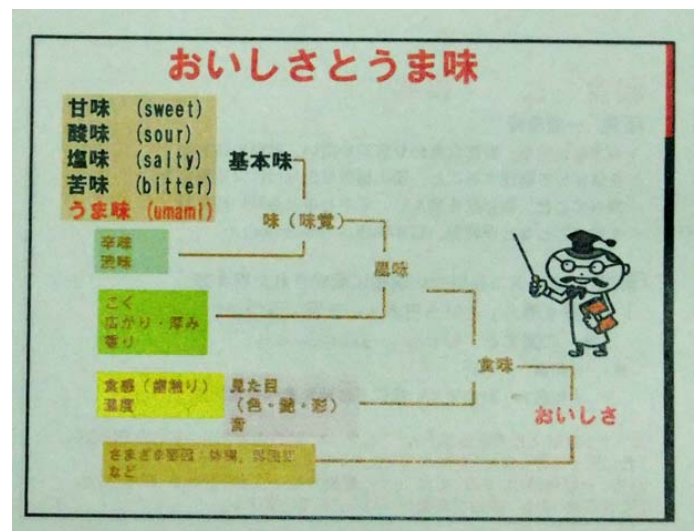 おいしさとうま味
甘味 (sweet)
酸味 (sour)
塩味 (salty)
苦味 (bitter)
うま味 (umami)
基本味
味(味覚)
辛味
渋味
風味
こく
広がり・厚み
香り
食味
食感(歯触り)
温度
見た目
(色・艶・彩)
音
おいしさ
など